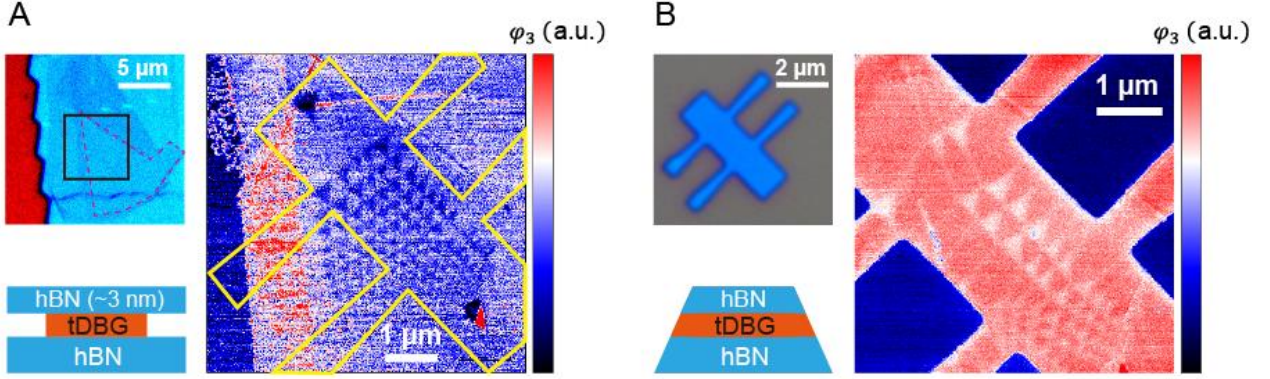 A
φ₃ (a.u.)
5 μm
1 μm
hBN (~3 nm)
tDBG
hBN
B
φ₃ (a.u.)
2 μm
1 μm
hBN
tDBG
hBN